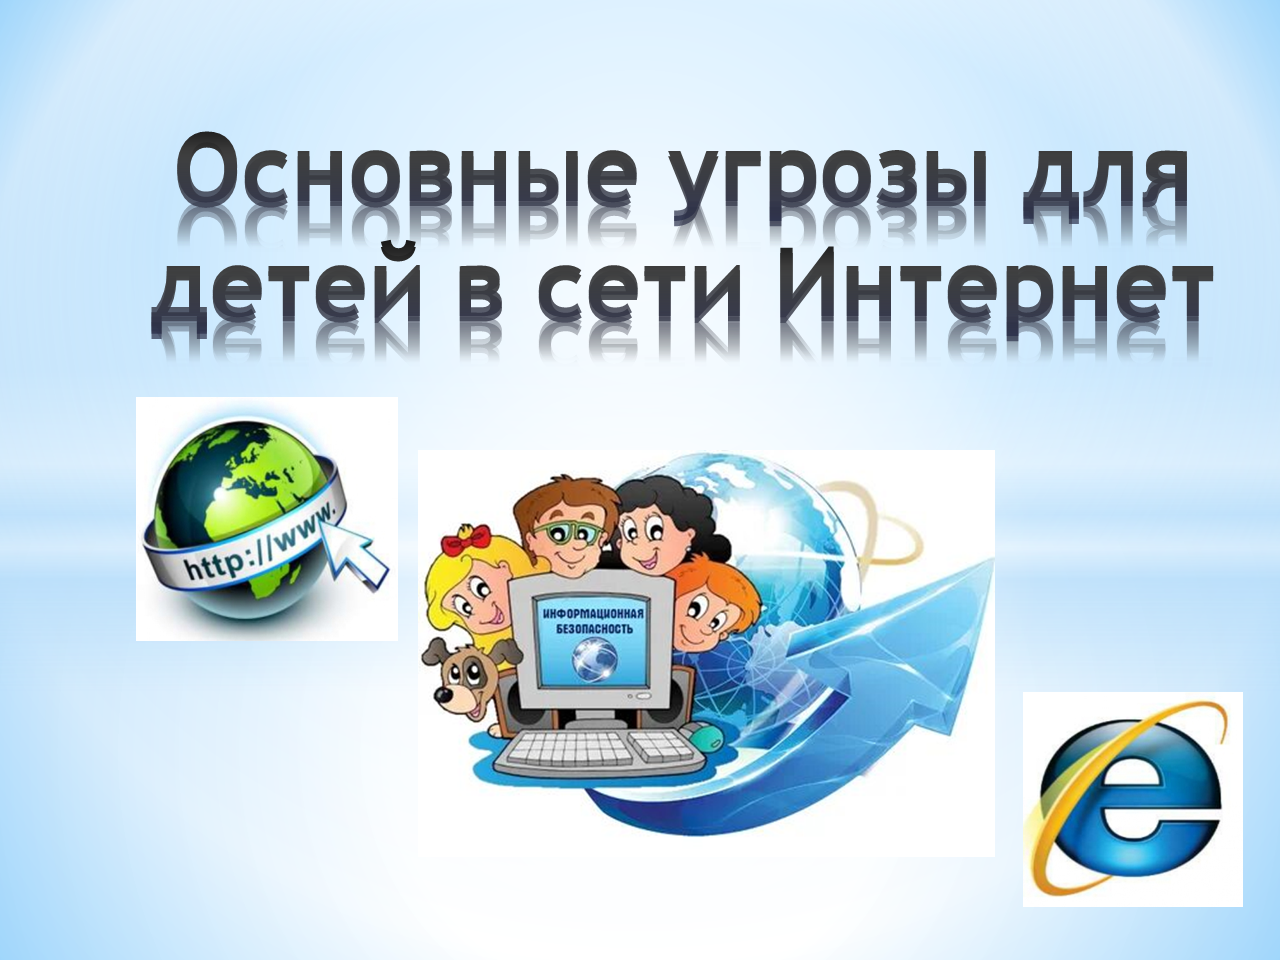 Основные угрозы для
детей в сети Интернет
http://www.
ИНФОРМАЦИОННАЯ
БЕЗОПАСНОСТЬ